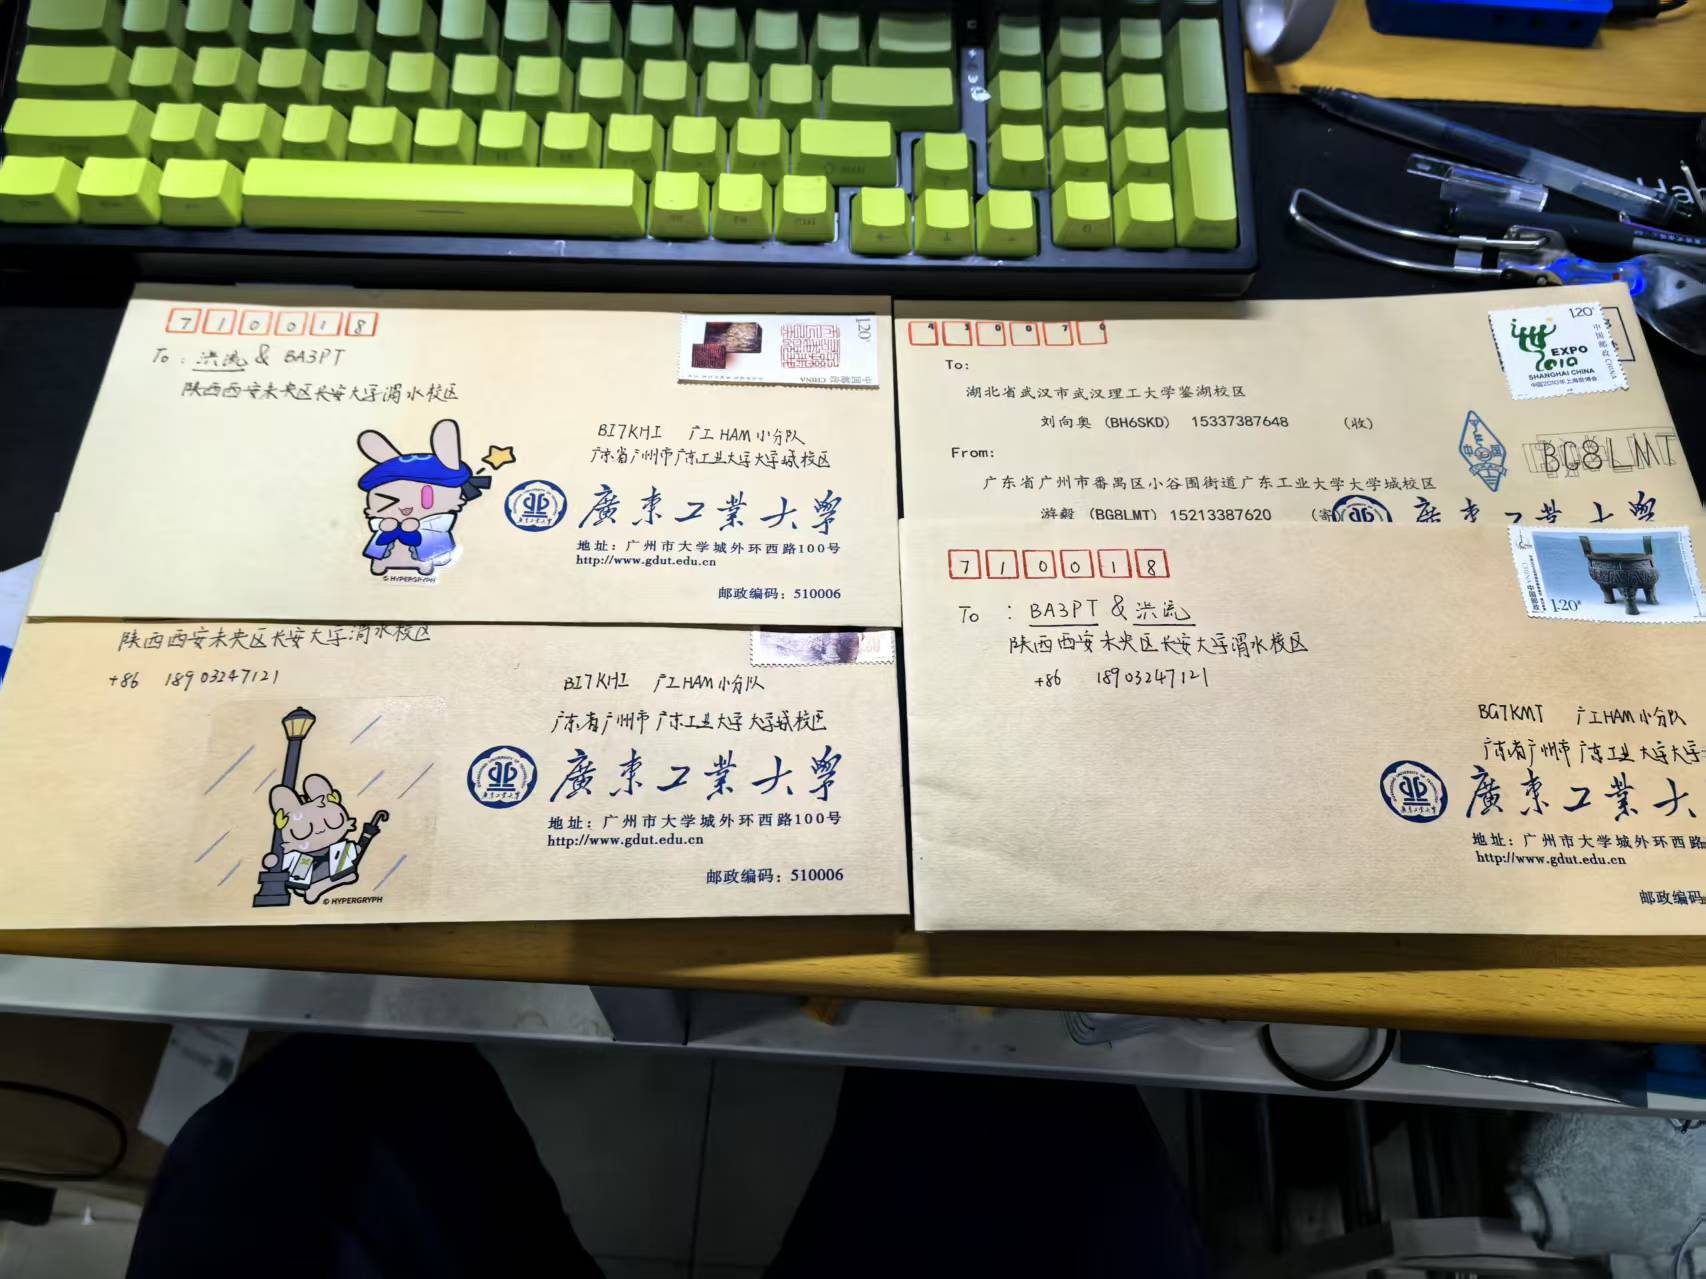 7 1 0 0 1 8
To：洪流 & BA3PT
陕西西安未央区长安大学渭水校区
1.20
中国邮政 CHINA
BI7KHI 广工HAM小分队
广东省广州市广东工业大学大学城校区
廣東工業大學
地址：广州市大学城外环西路100号
http://www.gdut.edu.cn
邮政编码：510006
© HYPERGRYPH
4 3 0 0 7 0
To:
湖北省武汉市武汉理工大学鉴湖校区
刘向奥 (BH6SKD) 15337387648 (收)
From:
广东省广州市番禺区小谷围街道广东工业大学大学城校区
游毅 (BG8LMT) 15213387620 (寄
1.20
中国邮政 CHINA
EXPO
2010
SHANGHAI CHINA
中国2010年上海世博会
BG8LMT
廣東工業大學
陕西西安未央区长安大学渭水校区
+86 18903247121
BI7KHI 广工HAM小分队
广东省广州市广东工业大学大学城校区
廣東工業大學
地址：广州市大学城外环西路100号
http://www.gdut.edu.cn
邮政编码：510006
© HYPERGRYPH
7 1 0 0 1 8
To：BA3PT & 洪流
陕西西安未央区长安大学渭水校区
+86 18903247121
1.20
BG7KMT 广工HAM小分队
广东省广州市广东工业大学大学
廣東工業大
地址：广州市大学城外环西路
http://www.gdut.edu.cn
邮政编码